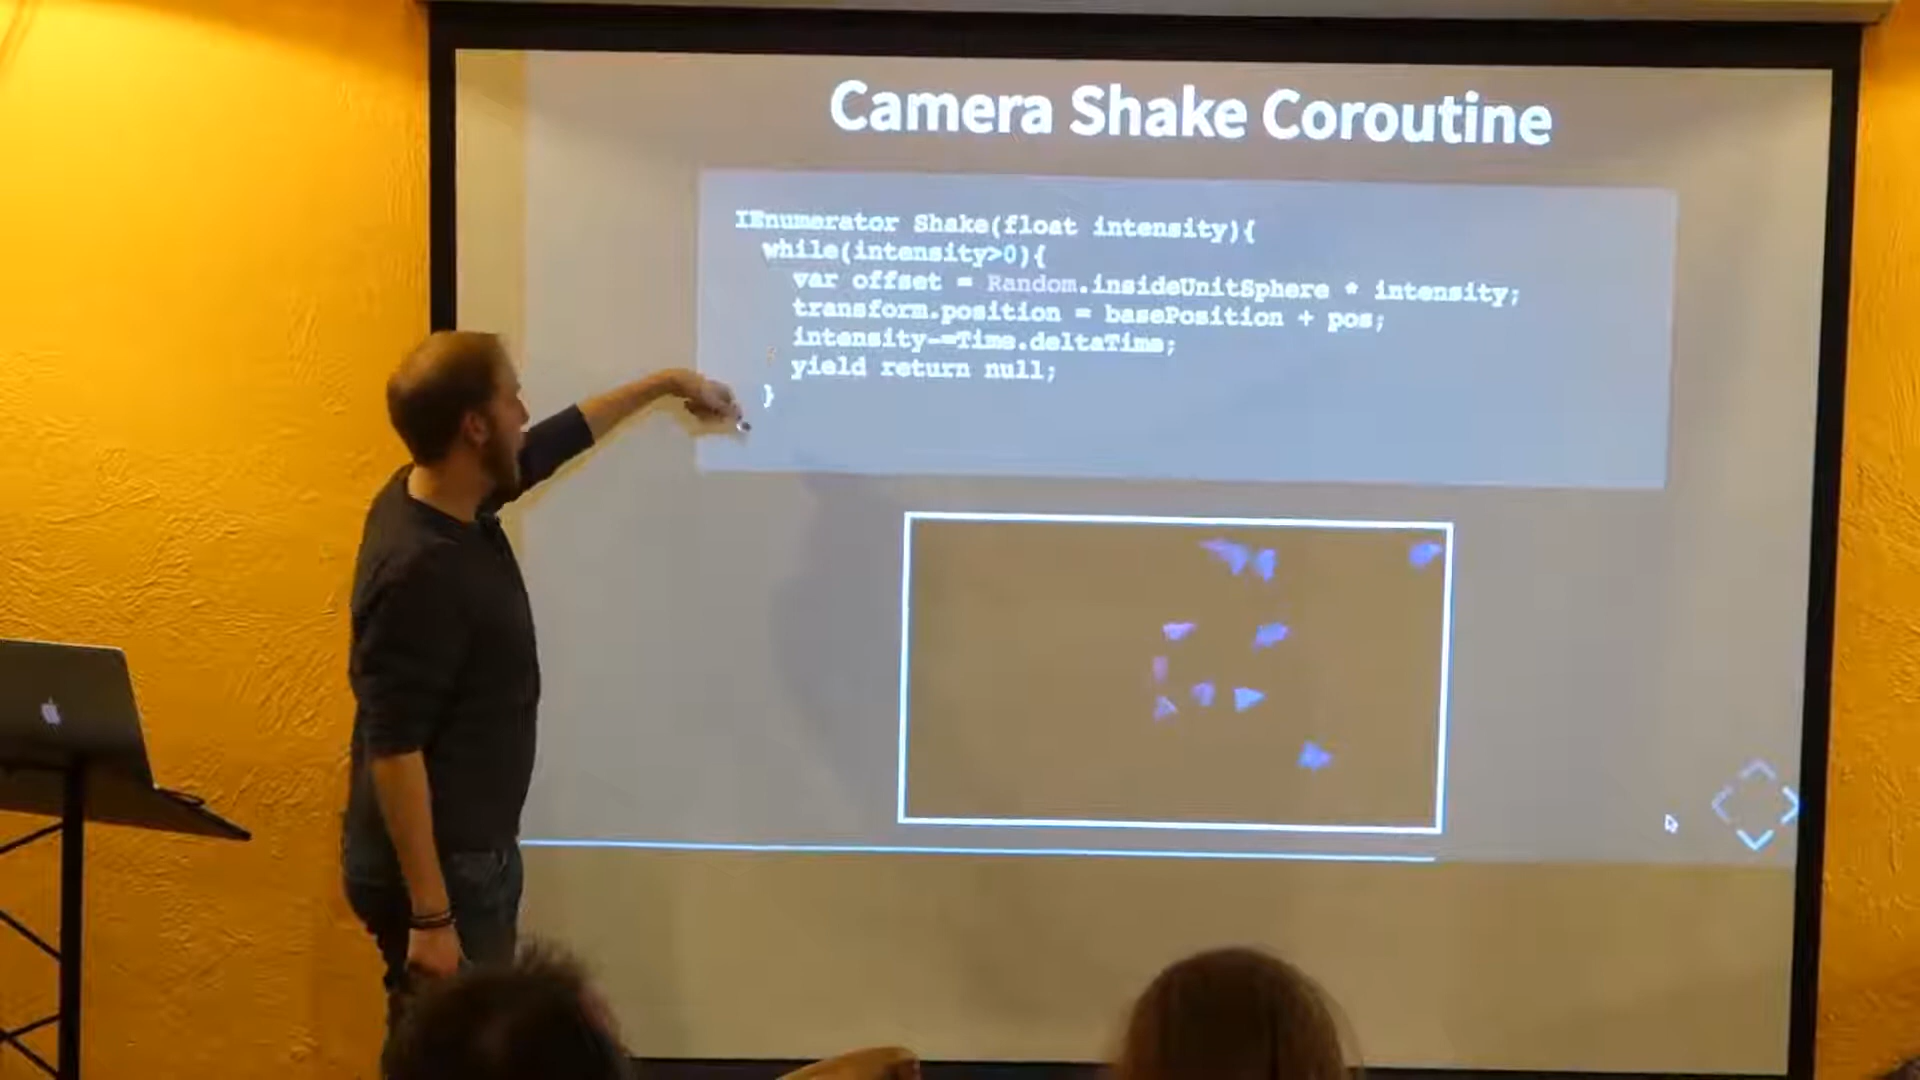 Camera Shake Coroutine
IEnumerator Shake(float intensity){
while(intensity>0){
var offset = Random.insideUnitSphere * intensity;
transform.position = basePosition + pos;
intensity-=Time.deltaTime;
yield return null;
}